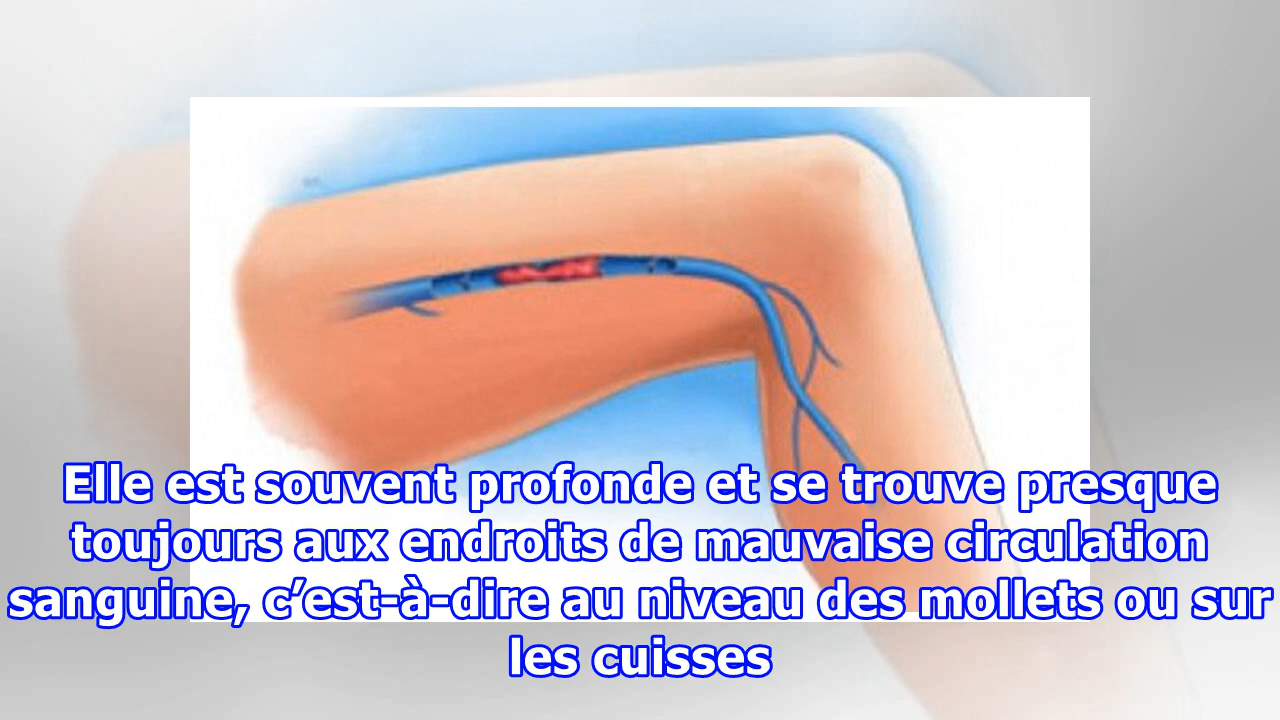 Elle est souvent profonde et se trouve presque
toujours aux endroits de mauvaise circulation
sanguine, c’est-à-dire au niveau des mollets ou sur
les cuisses